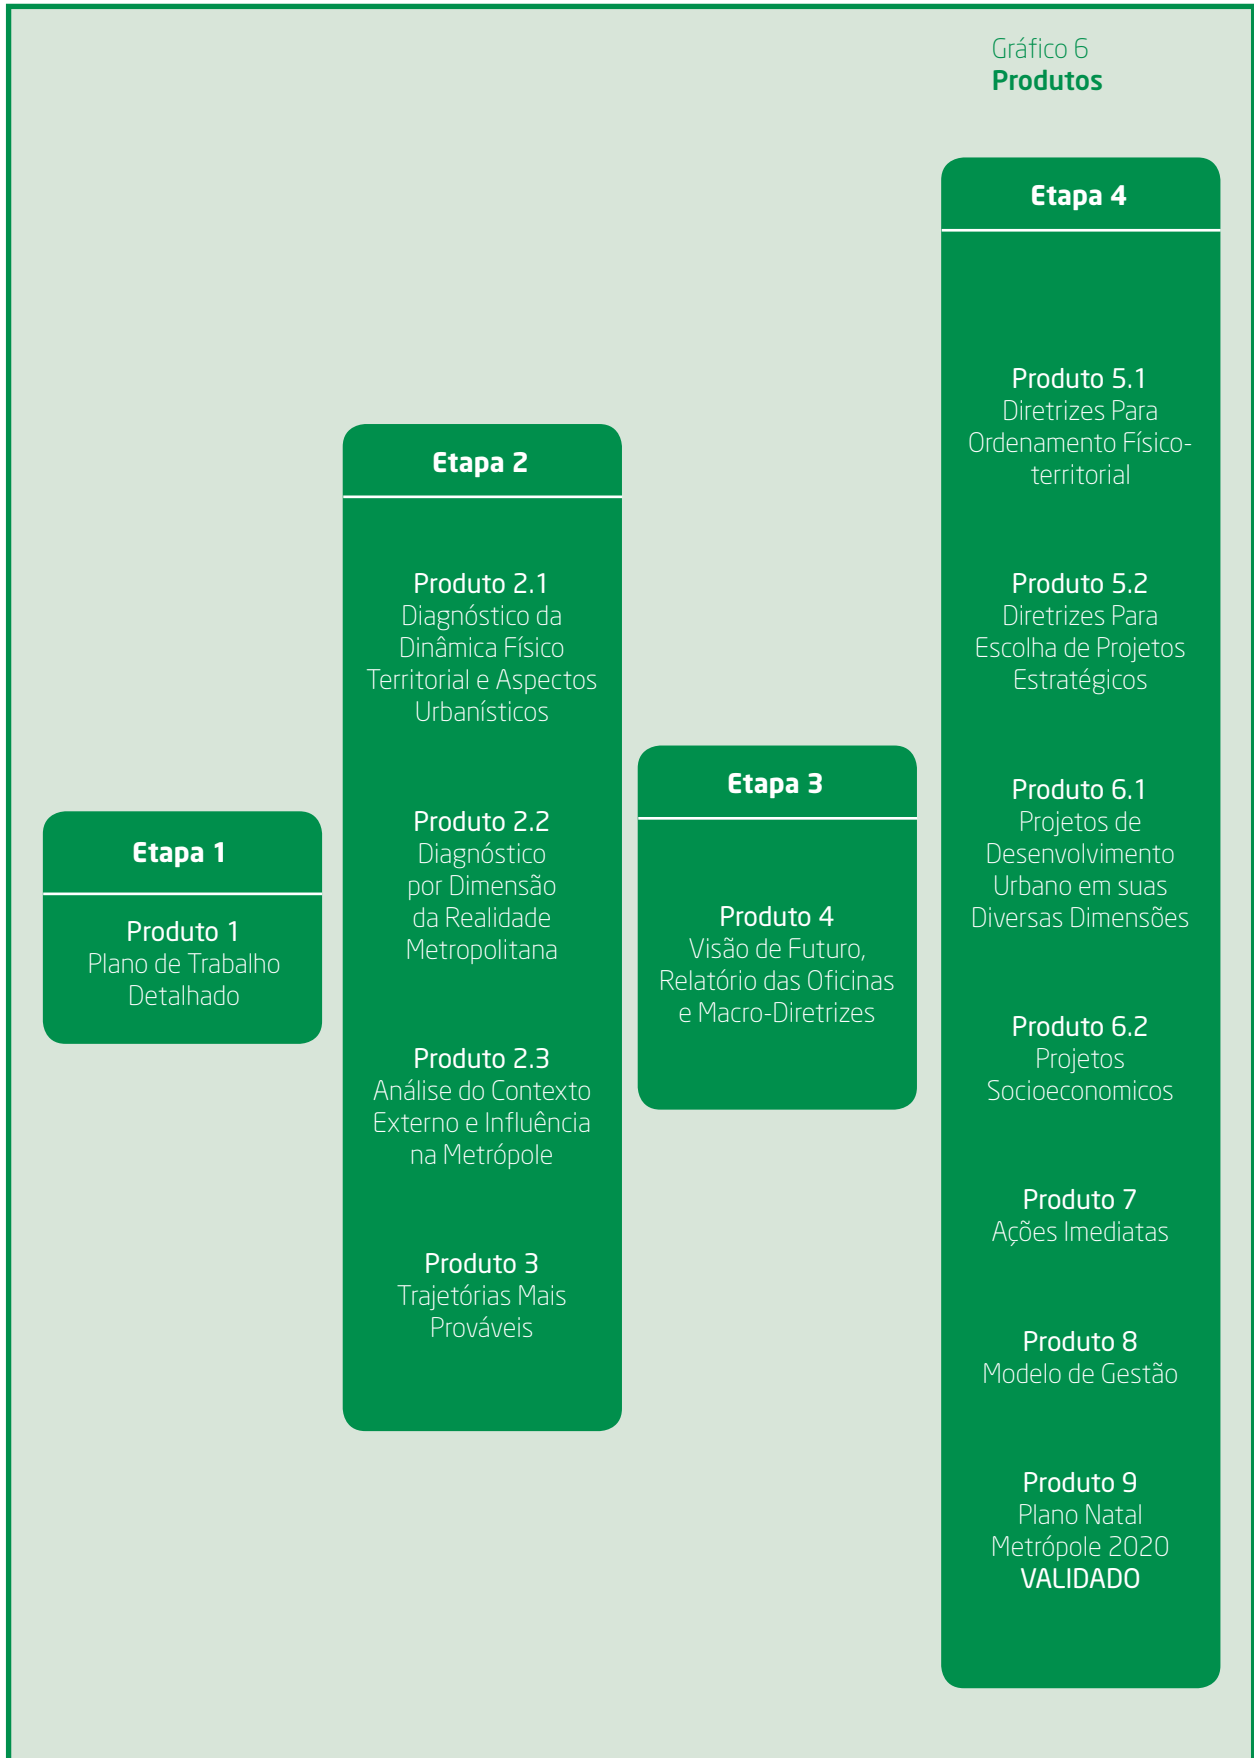 Gráfico 6
Produtos
Etapa 1
Produto 1
Plano de Trabalho
Detalhado
Etapa 2
Produto 2.1
Diagnóstico da
Dinâmica Físico
Territorial e Aspectos
Urbanísticos
Produto 2.2
Diagnóstico
por Dimensão
da Realidade
Metropolitana
Produto 2.3
Análise do Contexto
Externo e Influência
na Metrópole
Produto 3
Trajetórias Mais
Prováveis
Etapa 3
Produto 4
Visão de Futuro,
Relatório das Oficinas
e Macro-Diretrizes
Etapa 4
Produto 5.1
Diretrizes Para
Ordenamento Físico-
territorial
Produto 5.2
Diretrizes Para
Escolha de Projetos
Estratégicos
Produto 6.1
Projetos de
Desenvolvimento
Urbano em suas
Diversas Dimensões
Produto 6.2
Projetos
Socioeconomicos
Produto 7
Ações Imediatas
Produto 8
Modelo de Gestão
Produto 9
Plano Natal
Metrópole 2020
VALIDADO